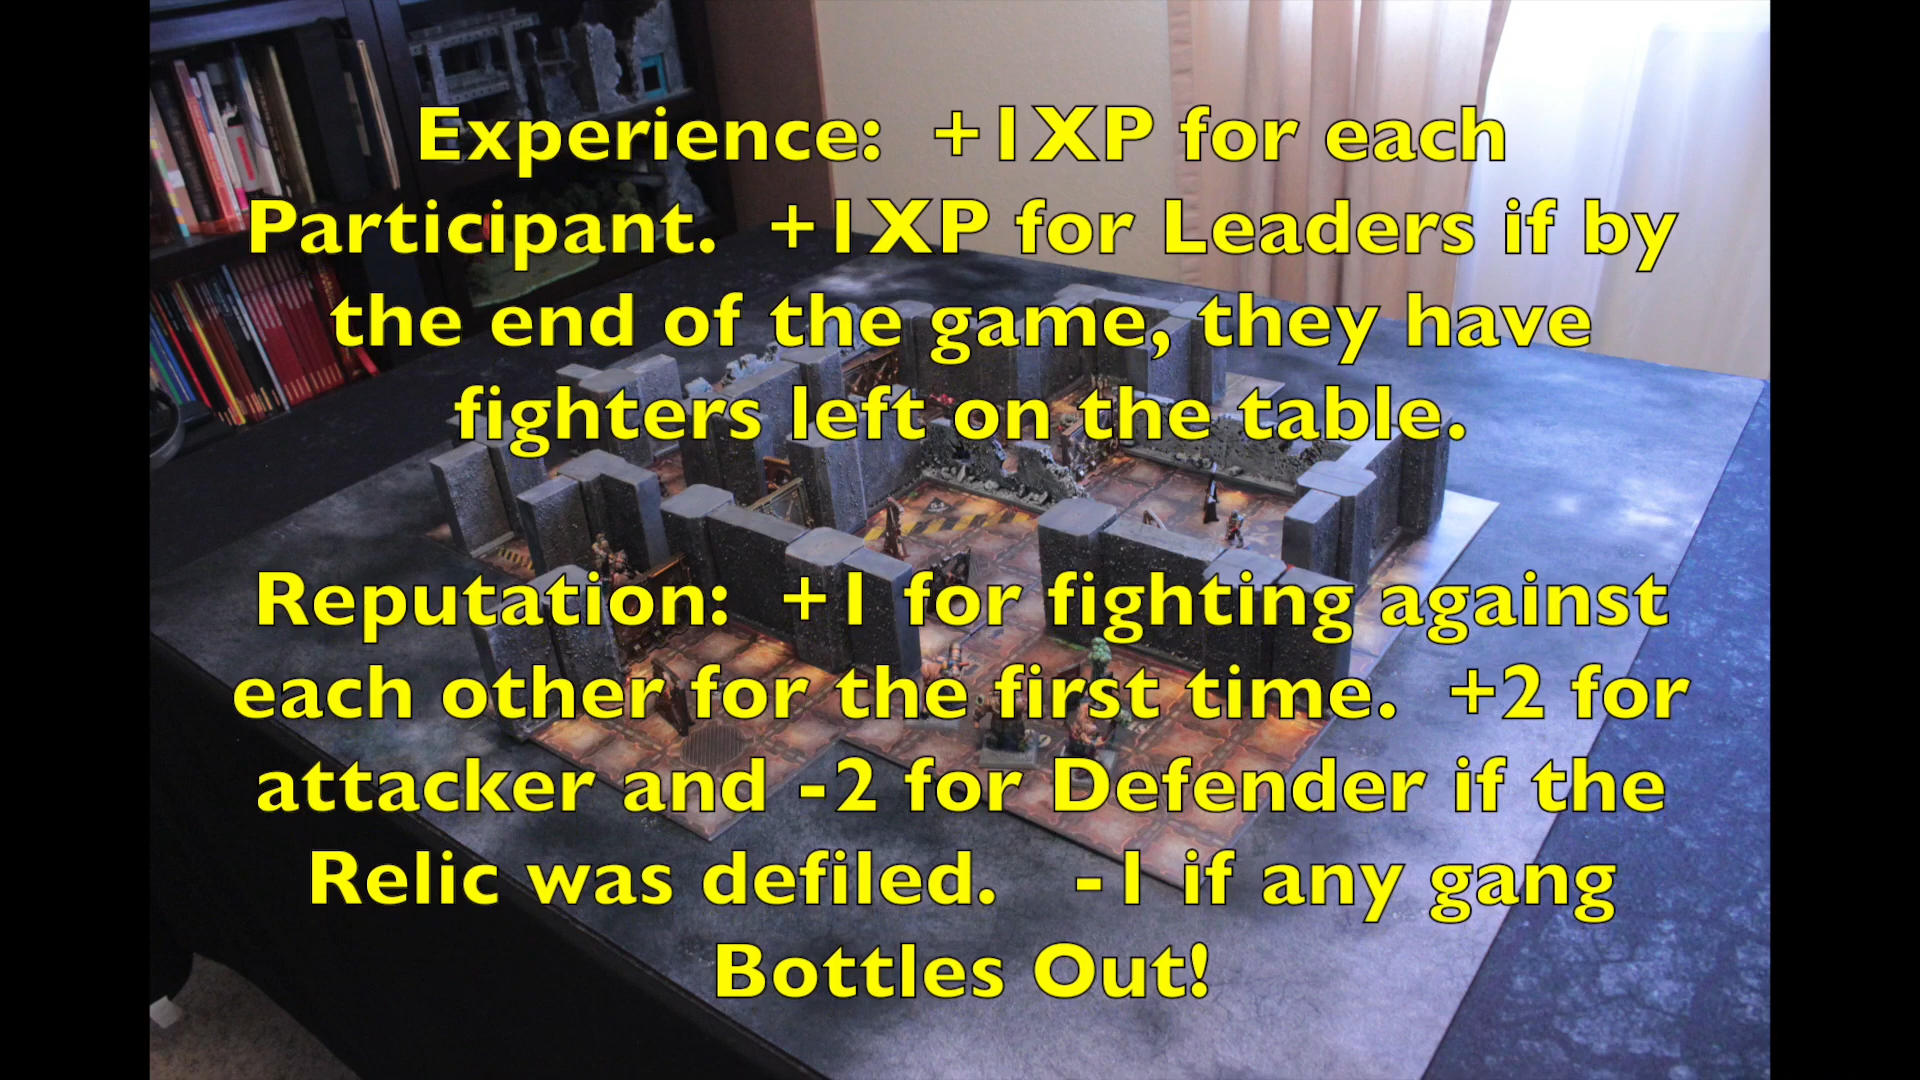 Experience:  +1XP for each
Participant.  +1XP for Leaders if by
the end of the game, they have
fighters left on the table.
Reputation:  +1 for fighting against
each other for the first time.  +2 for
attacker and -2 for Defender if the
Relic was defiled.   -1 if any gang
Bottles Out!